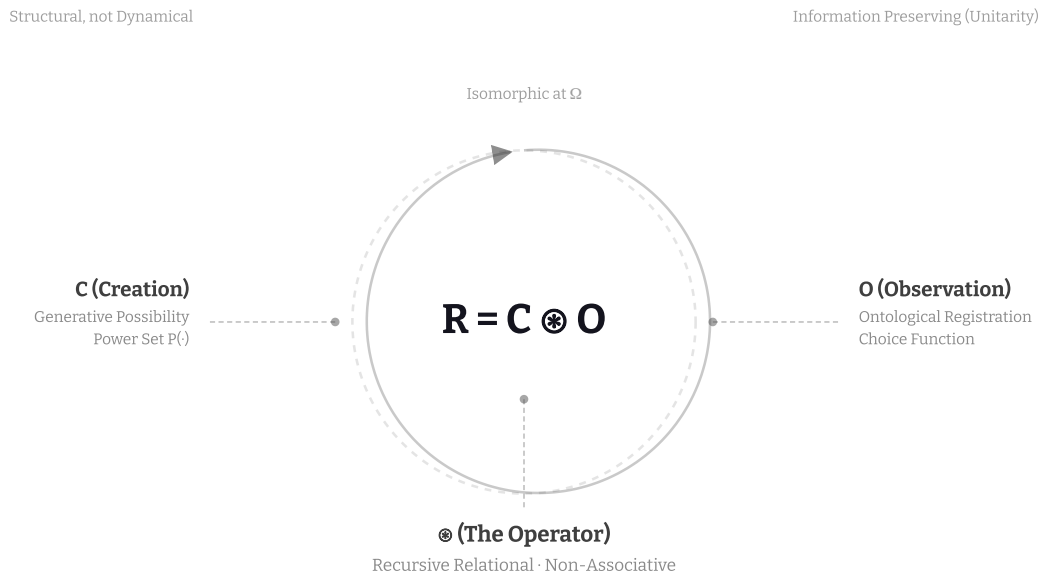 Structural, not Dynamical
Information Preserving (Unitarity)
Isomorphic at Ω
C (Creation)
Generative Possibility
Power Set P(·)
R = C ⊛ O
O (Observation)
Ontological Registration
Choice Function
⊛ (The Operator)
Recursive Relational · Non-Associative